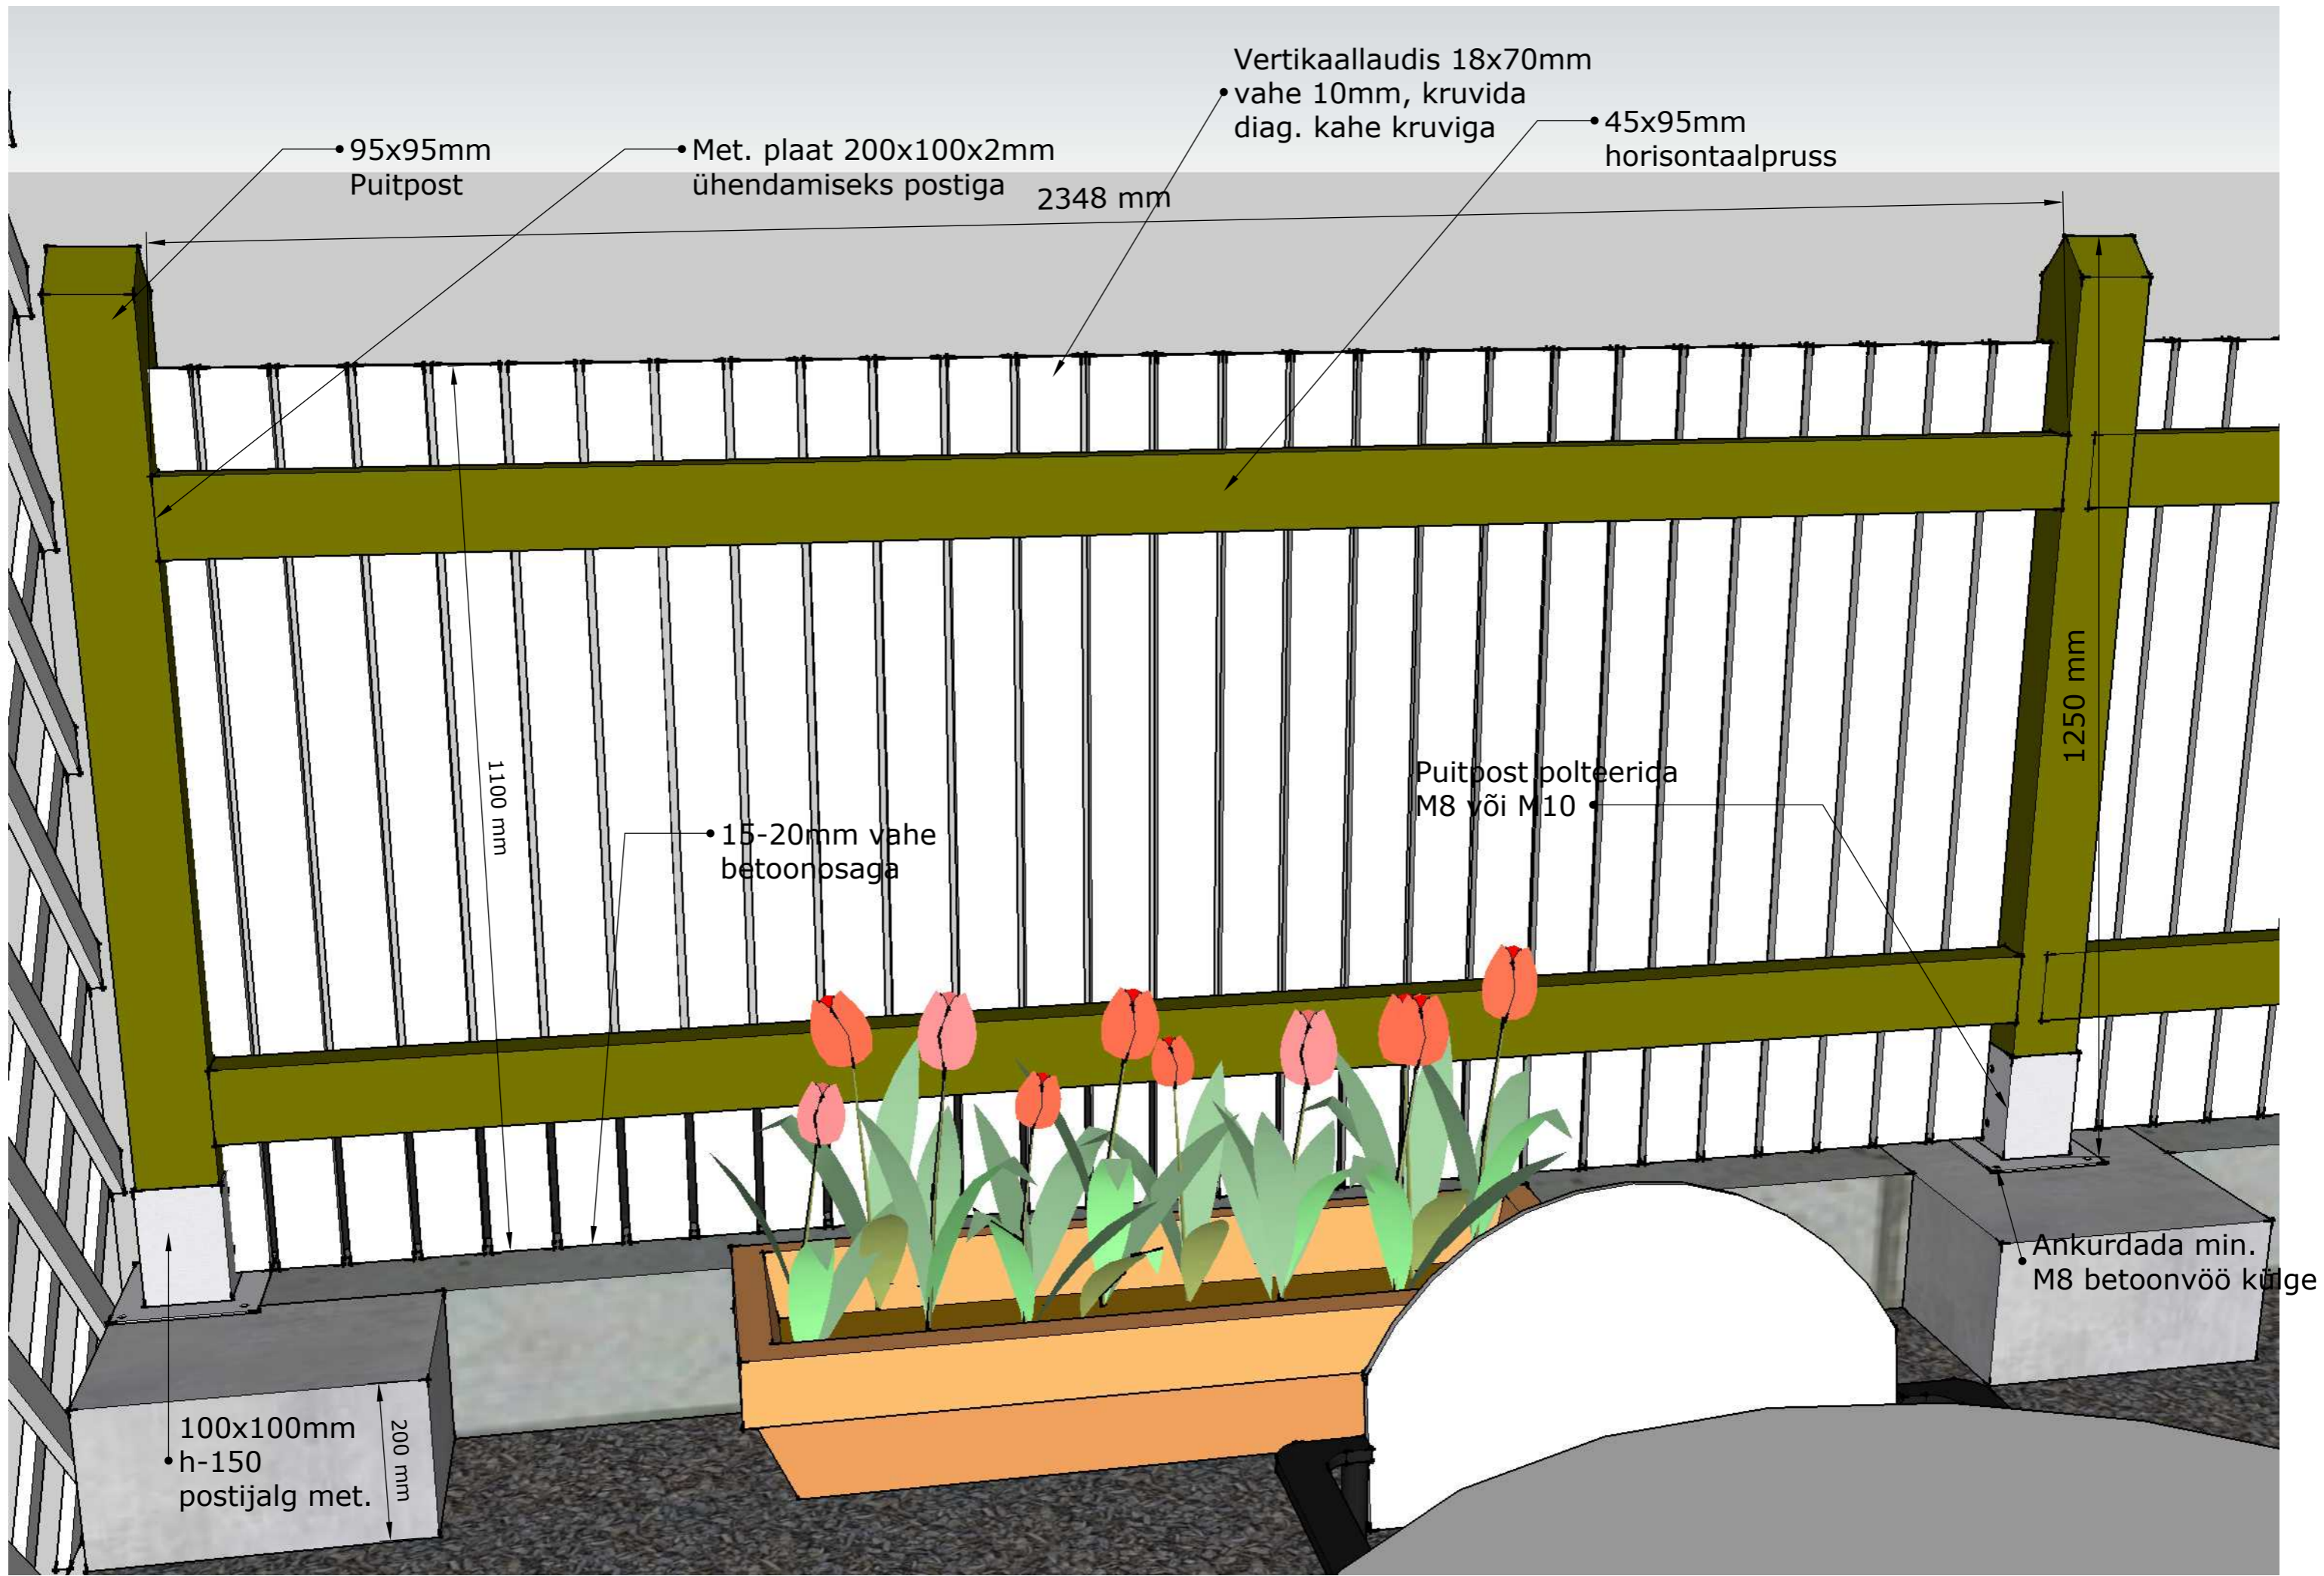 Vertikaallaudis 18x70mm
vahe 10mm, kruvida
diag. kahe kruviga
45x95mm
horisontaalpruss
95x95mm
Puitpost
Met. plaat 200x100x2mm
ühendamiseks postiga
2348 mm
1100 mm
1250 mm
Puitpost polteerida
M8 või M10
15-20mm vahe
betoonosaga
Ankurdada min.
M8 betoonvöö külge
100x100mm
h-150
postijalg met.
200 mm